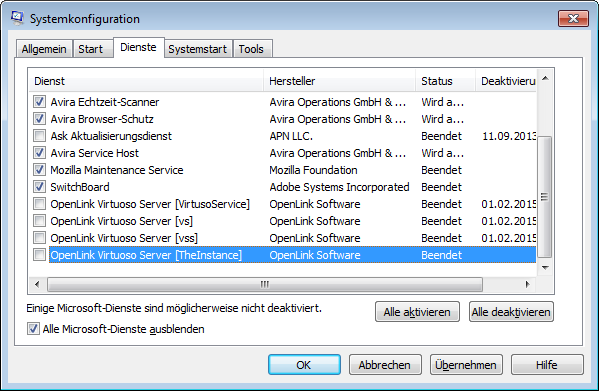 Systemkonfiguration
Allgemein Start Dienste Systemstart Tools
Dienst Hersteller Status Deaktivieru
Avira Echtzeit-Scanner Avira Operations GmbH & ... Wird a...
Avira Browser-Schutz Avira Operations GmbH & ... Wird a...
Ask Aktualisierungsdienst APN LLC. Beendet 11.09.2013
Avira Service Host Avira Operations GmbH & ... Wird a...
Mozilla Maintenance Service Mozilla Foundation Beendet
SwitchBoard Adobe Systems Incorporated Beendet
OpenLink Virtuoso Server [VirtusoService] OpenLink Software Beendet 01.02.2015
OpenLink Virtuoso Server [vs] OpenLink Software Beendet 01.02.2015
OpenLink Virtuoso Server [vss] OpenLink Software Beendet 01.02.2015
OpenLink Virtuoso Server [TheInstance] OpenLink Software Beendet
Einige Microsoft-Dienste sind möglicherweise nicht deaktiviert.
Alle aktivieren Alle deaktivieren
Alle Microsoft-Dienste ausblenden
OK Abbrechen Übernehmen Hilfe